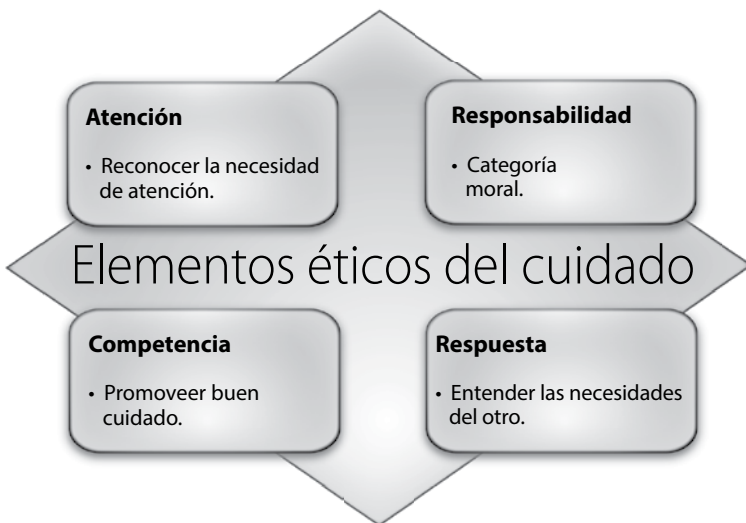 Atención
• Reconocer la necesidad
de atención.
Responsabilidad
• Categoría
moral.
Elementos éticos del cuidado
Competencia
• Promoveer buen
cuidado.
Respuesta
• Entender las necesidades
del otro.